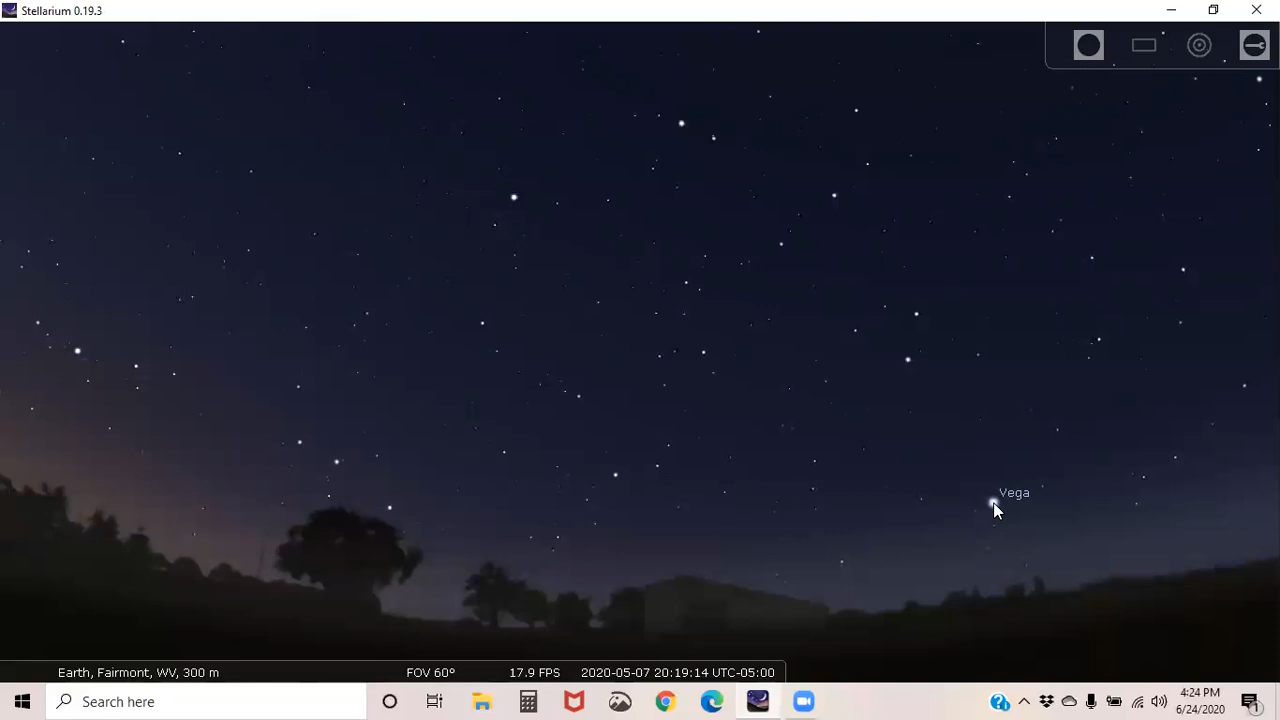 Stellarium 0.19.3
Vega
Earth, Fairmont, WV, 300 m FOV 60° 17.9 FPS 2020-05-07 20:19:14 UTC-05:00
Search here
4:24 PM
6/24/2020
1